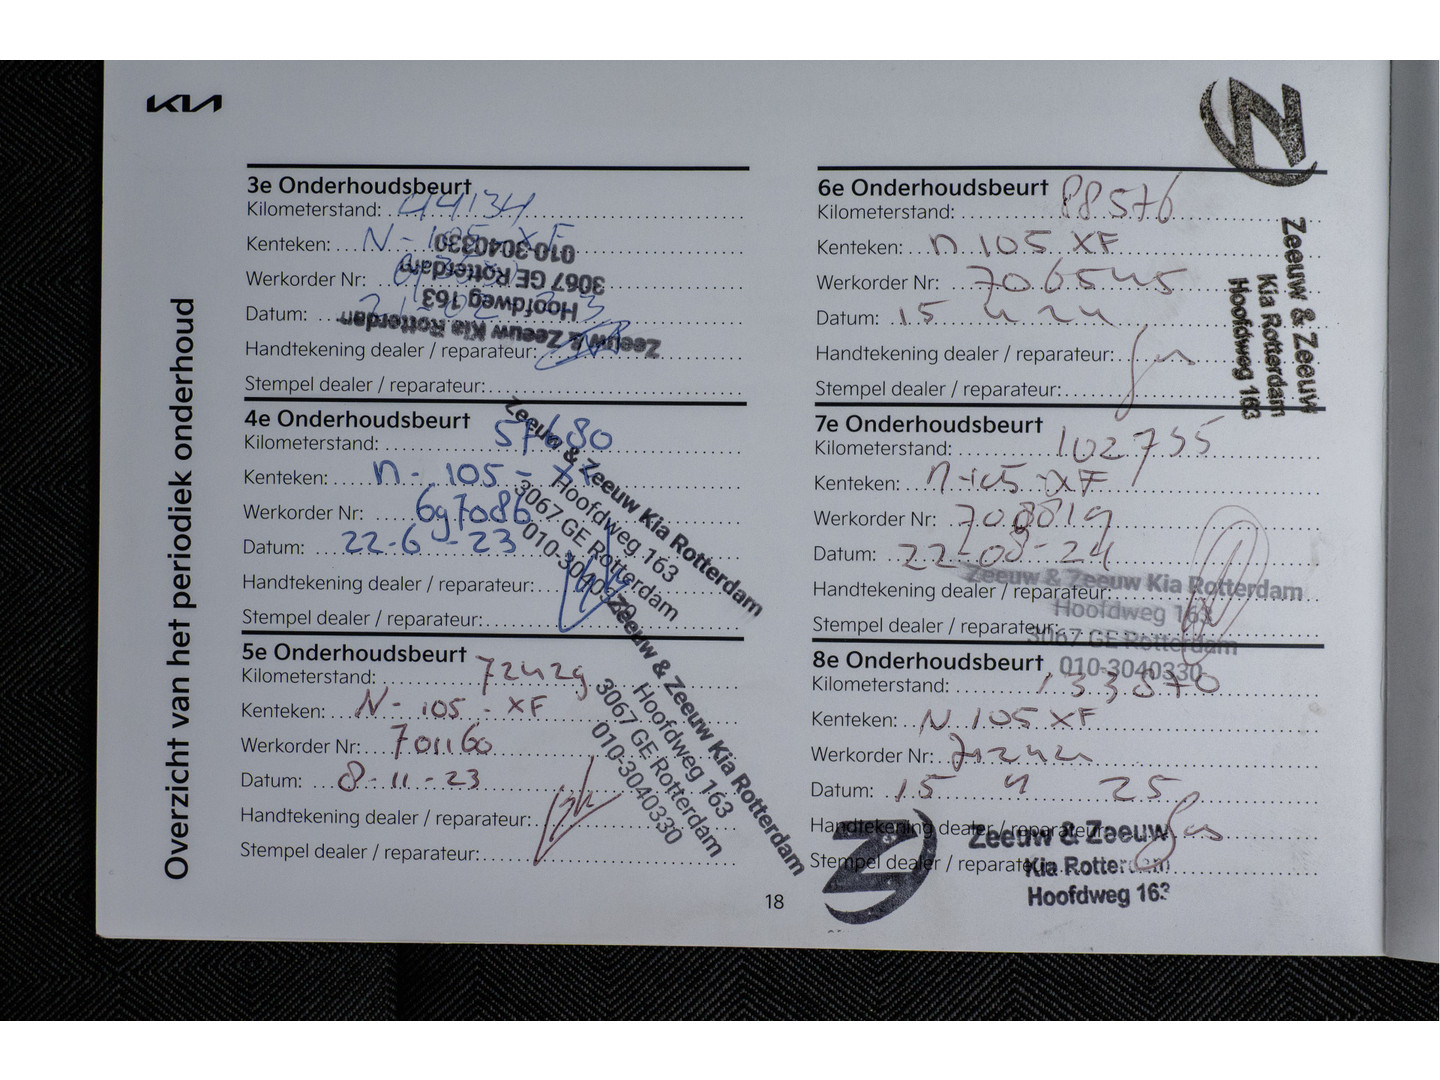 KIA
Overzicht van het periodiek onderhoud
3e Onderhoudsbeurt
Kilometerstand: 44134
Kenteken: N-105-XF
Werkorder Nr:
Datum:
Handtekening dealer / reparateur:
Stempel dealer / reparateur:
Zeeuw & Zeeuw Kia Rotterdam
Hoofdweg 163
3067 GE Rotterdam
010-3040330
4e Onderhoudsbeurt
Kilometerstand: 57680
Kenteken: N-105-XF
Werkorder Nr: 697086
Datum: 22-6-23
Handtekening dealer / reparateur:
Stempel dealer / reparateur:
Zeeuw & Zeeuw Kia Rotterdam
Hoofdweg 163
3067 GE Rotterdam
010-3040330
5e Onderhoudsbeurt
Kilometerstand: 72429
Kenteken: N-105-XF
Werkorder Nr: 701160
Datum: 8-11-23
Handtekening dealer / reparateur:
Stempel dealer / reparateur:
Zeeuw & Zeeuw Kia Rotterdam
Hoofdweg 163
3067 GE Rotterdam
010-3040330
6e Onderhoudsbeurt
Kilometerstand: 88576
Kenteken: N 105 XF
Werkorder Nr: 706545
Datum: 15 4 24
Handtekening dealer / reparateur:
Stempel dealer / reparateur:
Zeeuw & Zeeuw
Kia Rotterdam
Hoofdweg 163
7e Onderhoudsbeurt
Kilometerstand: 102755
Kenteken: N-105-XF
Werkorder Nr: 708819
Datum: 22-08-24
Handtekening dealer / reparateur:
Stempel dealer / reparateur:
Zeeuw & Zeeuw Kia Rotterdam
Hoofdweg 163
3067 GE Rotterdam
010-3040330
8e Onderhoudsbeurt
Kilometerstand: 133870
Kenteken: N 105 XF
Werkorder Nr:
Datum: 15 4 25
Handtekening dealer / reparateur:
Stempel dealer / reparateur:
Zeeuw & Zeeuw
Kia Rotterdam
Hoofdweg 163
18